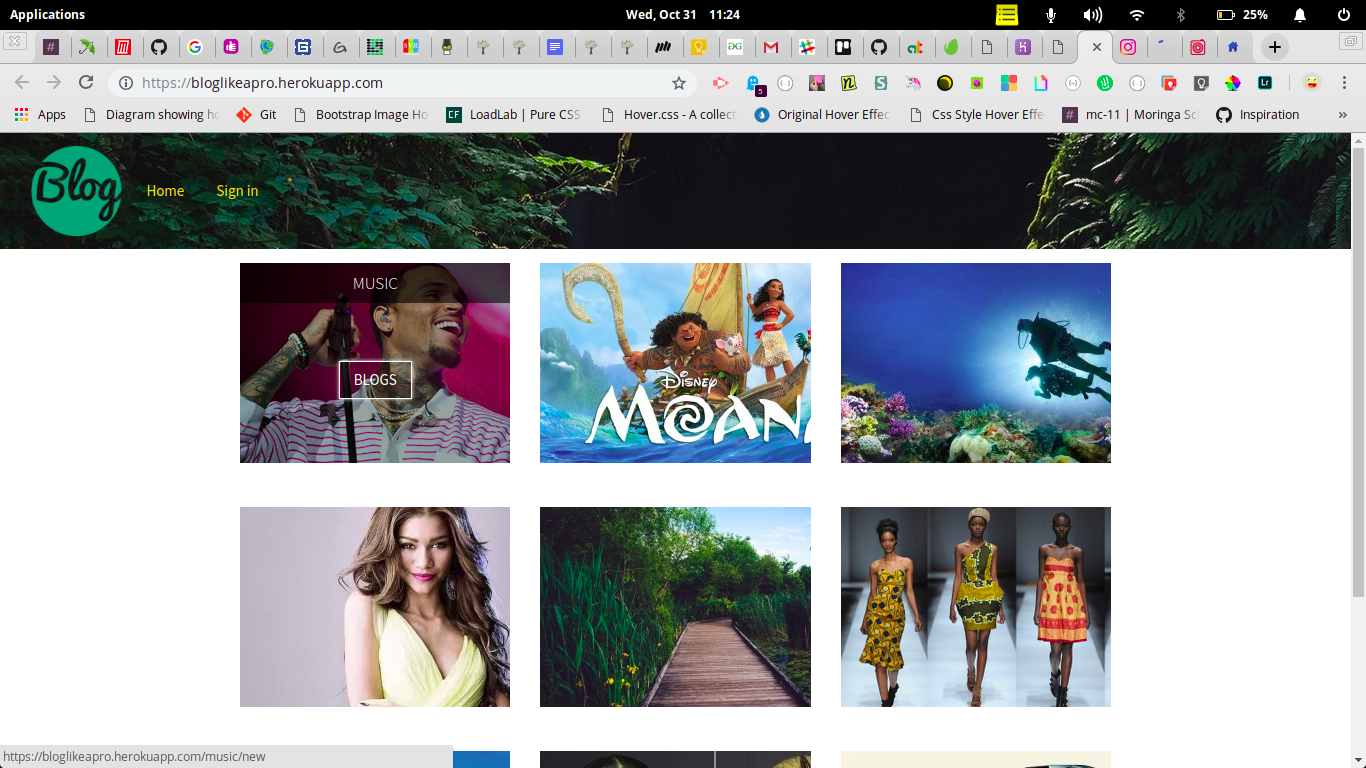 Applications
Wed, Oct 31 11:24
25%
https://bloglikeapro.herokuapp.com
5
Apps
Diagram showing
Git
Bootstrap Image Ho
LoadLab | Pure CSS
Hover.css - A collect
Original Hover Effec
Css Style Hover Effe
mc-11 | Moringa Sc
Inspiration
»
Blog
Home
Sign in
MUSIC
BLOGS
DISNEY
MOAN
https://bloglikeapro.herokuapp.com/music/new